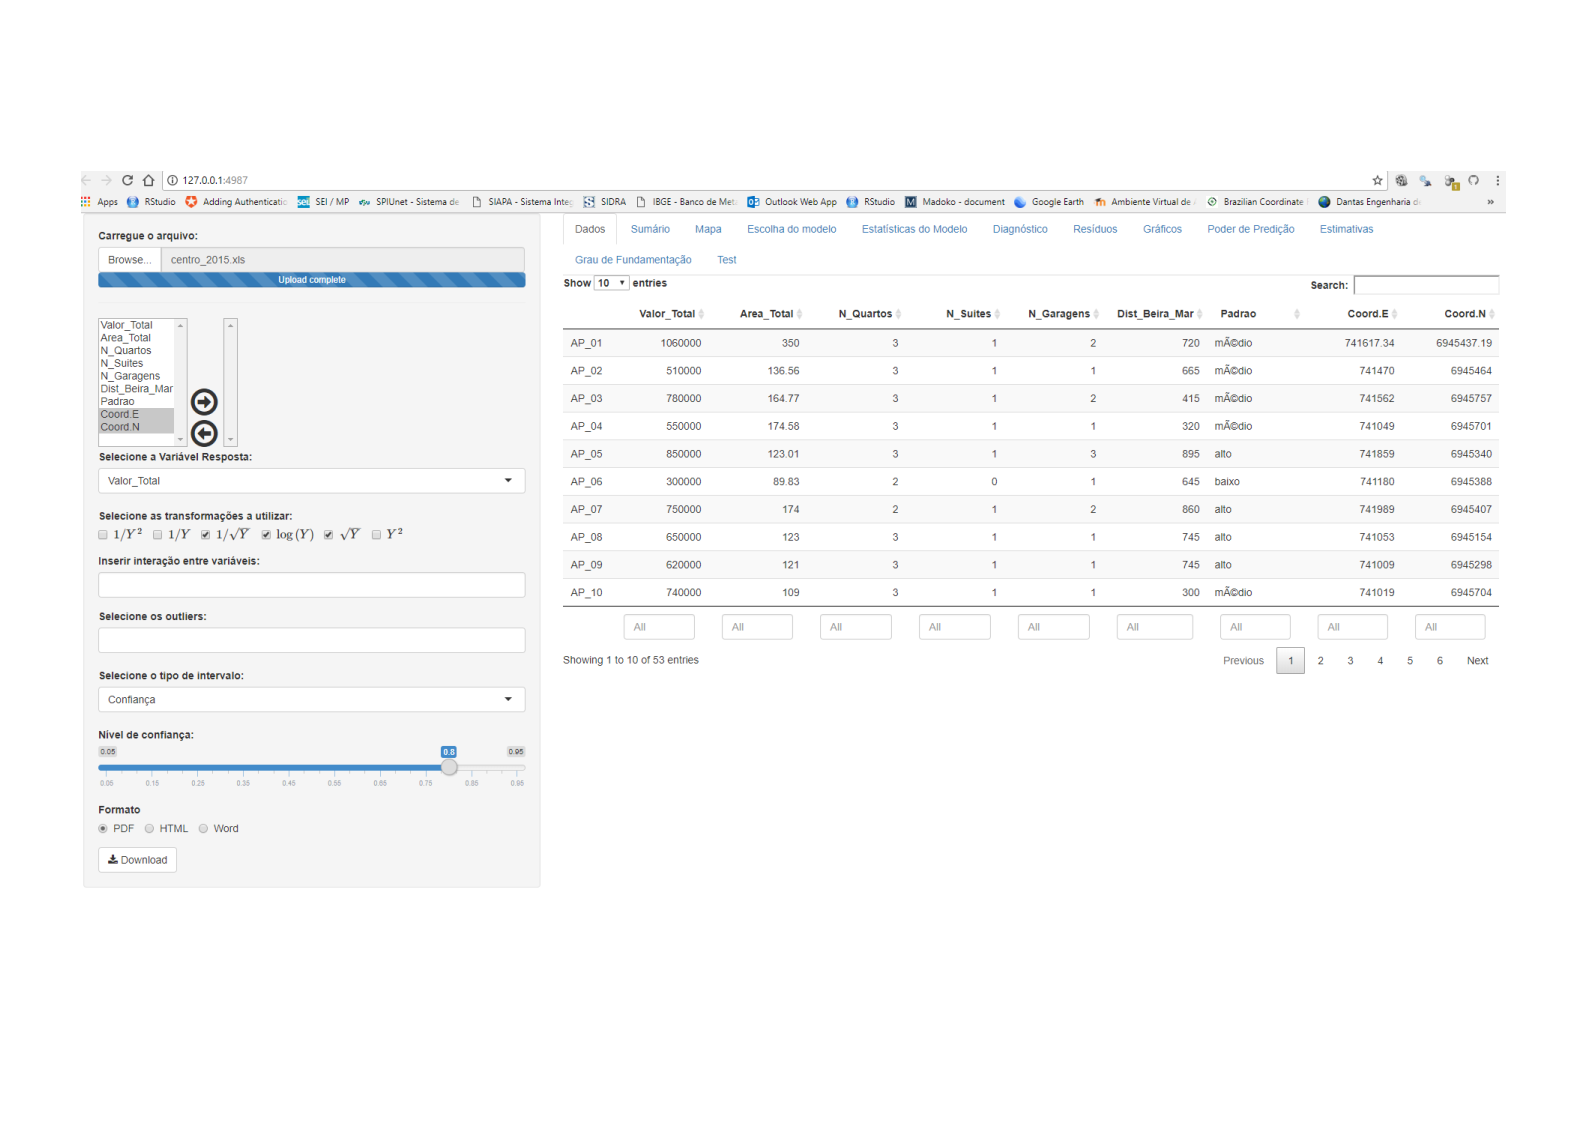 127.0.0.1:4987
Apps RStudio Adding Authenticatic SEI / MP SPIUnet - Sistema de SIAPA - Sistema Integ SIDRA IBGE - Banco de Met Outlook Web App RStudio Madoko - document Google Earth Ambiente Virtual de Brazilian Coordinate Dantas Engenharia d »
Carregue o arquivo:
Browse... centro_2015.xls
Upload complete
Valor_Total
Area_Total
N_Quartos
N_Suites
N_Garagens
Dist_Beira_Mar
Padrao
Coord.E
Coord.N
Selecione a Variável Resposta:
Valor_Total
Selecione as transformações a utilizar:
1/Y² 1/Y 1/√Y log(Y) √Y Y²
Inserir interação entre variáveis:
Selecione os outliers:
Selecione o tipo de intervalo:
Confiança
Nível de confiança:
0.05 0.8 0.95
0.05 0.15 0.25 0.35 0.45 0.55 0.65 0.75 0.85 0.95
Formato
PDF HTML Word
Download
Dados Sumário Mapa Escolha do modelo Estatísticas do Modelo Diagnóstico Resíduos Gráficos Poder de Predição Estimativas
Grau de Fundamentação Test
Show 10 entries
Search:
Valor_Total Area_Total N_Quartos N_Suites N_Garagens Dist_Beira_Mar Padrao Coord.E Coord.N
AP_01 1060000 350 3 1 2 720 mÃ©dio 741617.34 6945437.19
AP_02 510000 136.56 3 1 1 665 mÃ©dio 741470 6945464
AP_03 780000 164.77 3 1 2 415 mÃ©dio 741562 6945757
AP_04 550000 174.58 3 1 1 320 mÃ©dio 741049 6945701
AP_05 850000 123.01 3 1 3 895 alto 741859 6945340
AP_06 300000 89.83 2 0 1 645 baixo 741180 6945388
AP_07 750000 174 2 1 2 860 alto 741989 6945407
AP_08 650000 123 3 1 1 745 alto 741053 6945154
AP_09 620000 121 3 1 1 745 alto 741009 6945298
AP_10 740000 109 3 1 1 300 mÃ©dio 741019 6945704
All All All All All All All All All
Showing 1 to 10 of 53 entries
Previous 1 2 3 4 5 6 Next